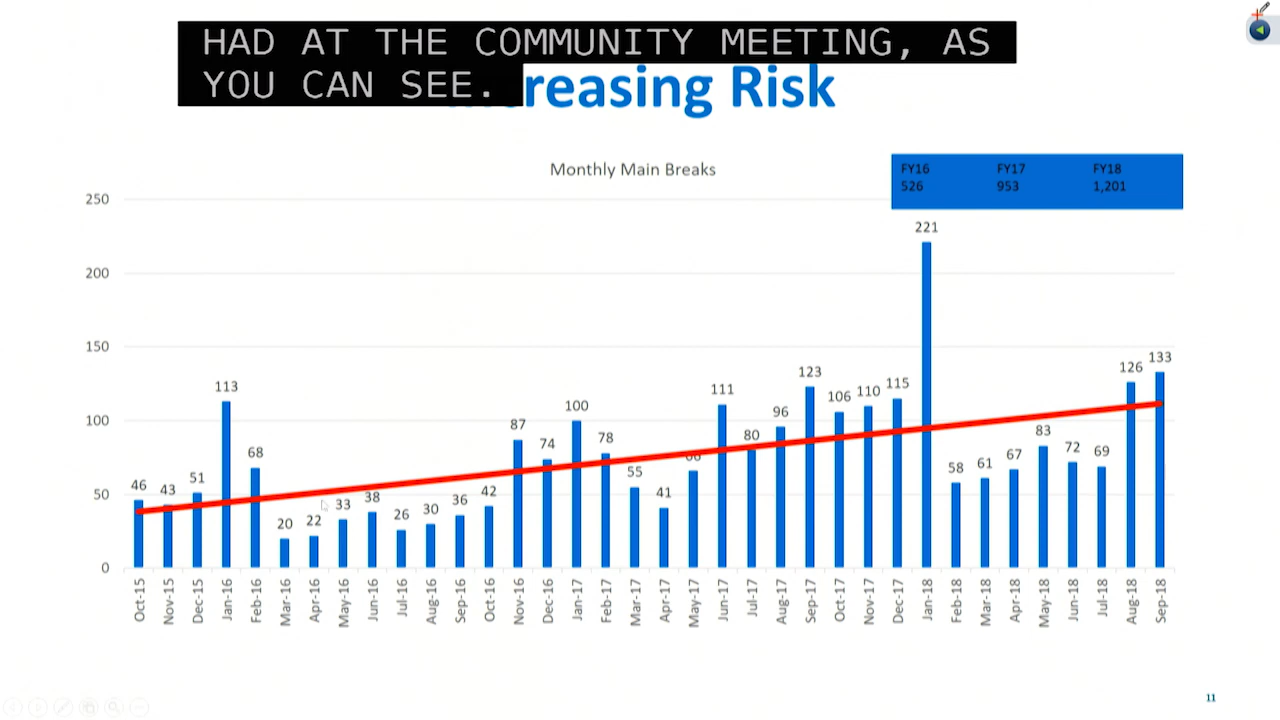 HAD AT THE COMMUNITY MEETING, AS
YOU CAN SEE.
reasing Risk
Monthly Main Breaks
FY16 FY17 FY18
526 953 1,201
250
200
150
100
50
0
46
43
51
113
68
20
22
33
38
26
30
36
42
87
74
100
78
55
41
66
111
80
96
123
106
110
115
221
58
61
67
83
72
69
126
133
Oct-15
Nov-15
Dec-15
Jan-16
Feb-16
Mar-16
Apr-16
May-16
Jun-16
Jul-16
Aug-16
Sep-16
Oct-16
Nov-16
Dec-16
Jan-17
Feb-17
Mar-17
Apr-17
May-17
Jun-17
Jul-17
Aug-17
Sep-17
Oct-17
Nov-17
Dec-17
Jan-18
Feb-18
Mar-18
Apr-18
May-18
Jun-18
Jul-18
Aug-18
Sep-18
11